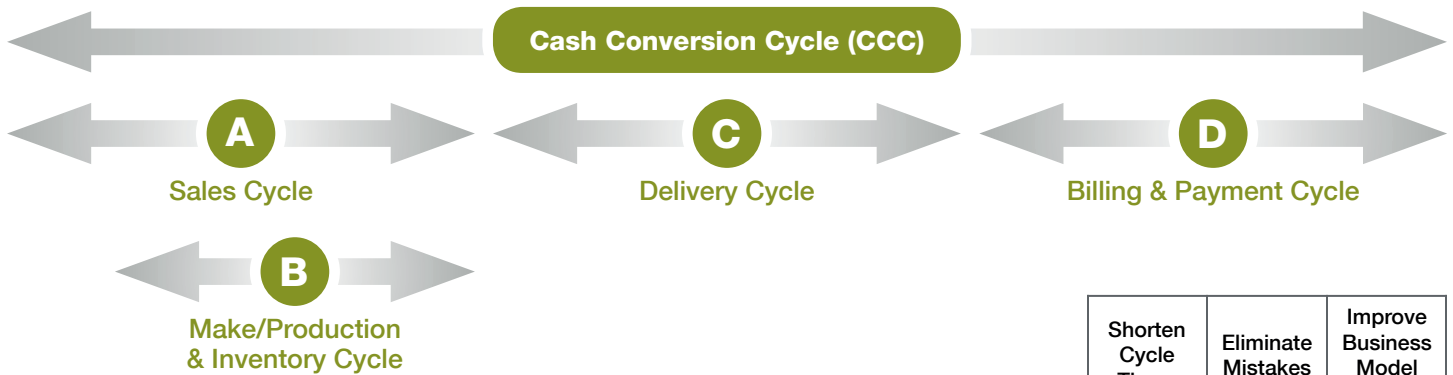 Cash Conversion Cycle (CCC)
A
C
D
Sales Cycle
Delivery Cycle
Billing & Payment Cycle
B
Make/Production
& Inventory Cycle
Shorten
Cycle
Eliminate
Mistakes
Improve
Business
Model